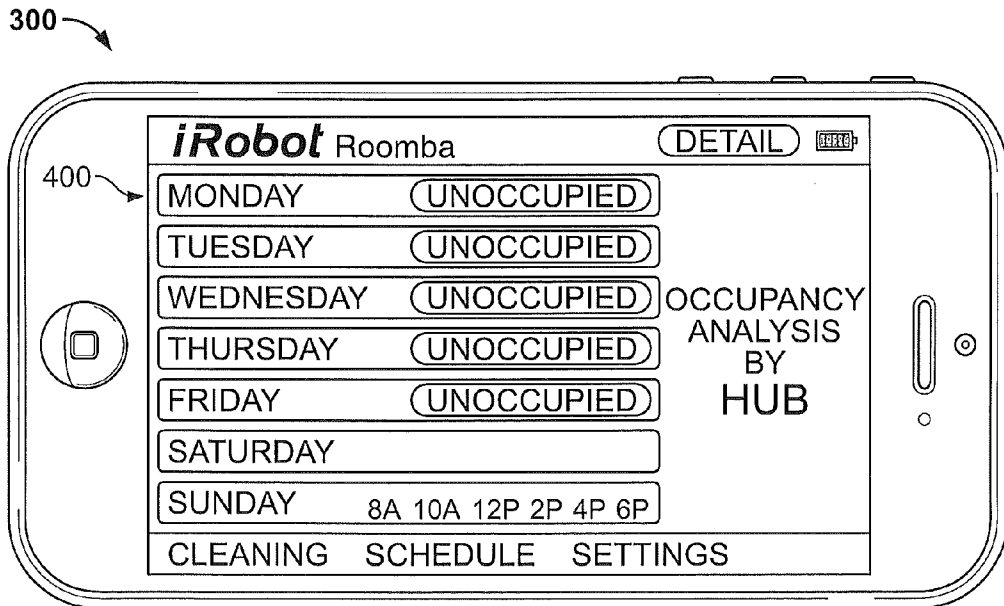 300
iRobot Roomba DETAIL
400
MONDAY UNOCCUPIED
TUESDAY UNOCCUPIED
WEDNESDAY UNOCCUPIED
THURSDAY UNOCCUPIED
FRIDAY UNOCCUPIED
SATURDAY
SUNDAY 8A 10A 12P 2P 4P 6P
OCCUPANCY
ANALYSIS
BY
HUB
CLEANING SCHEDULE SETTINGS